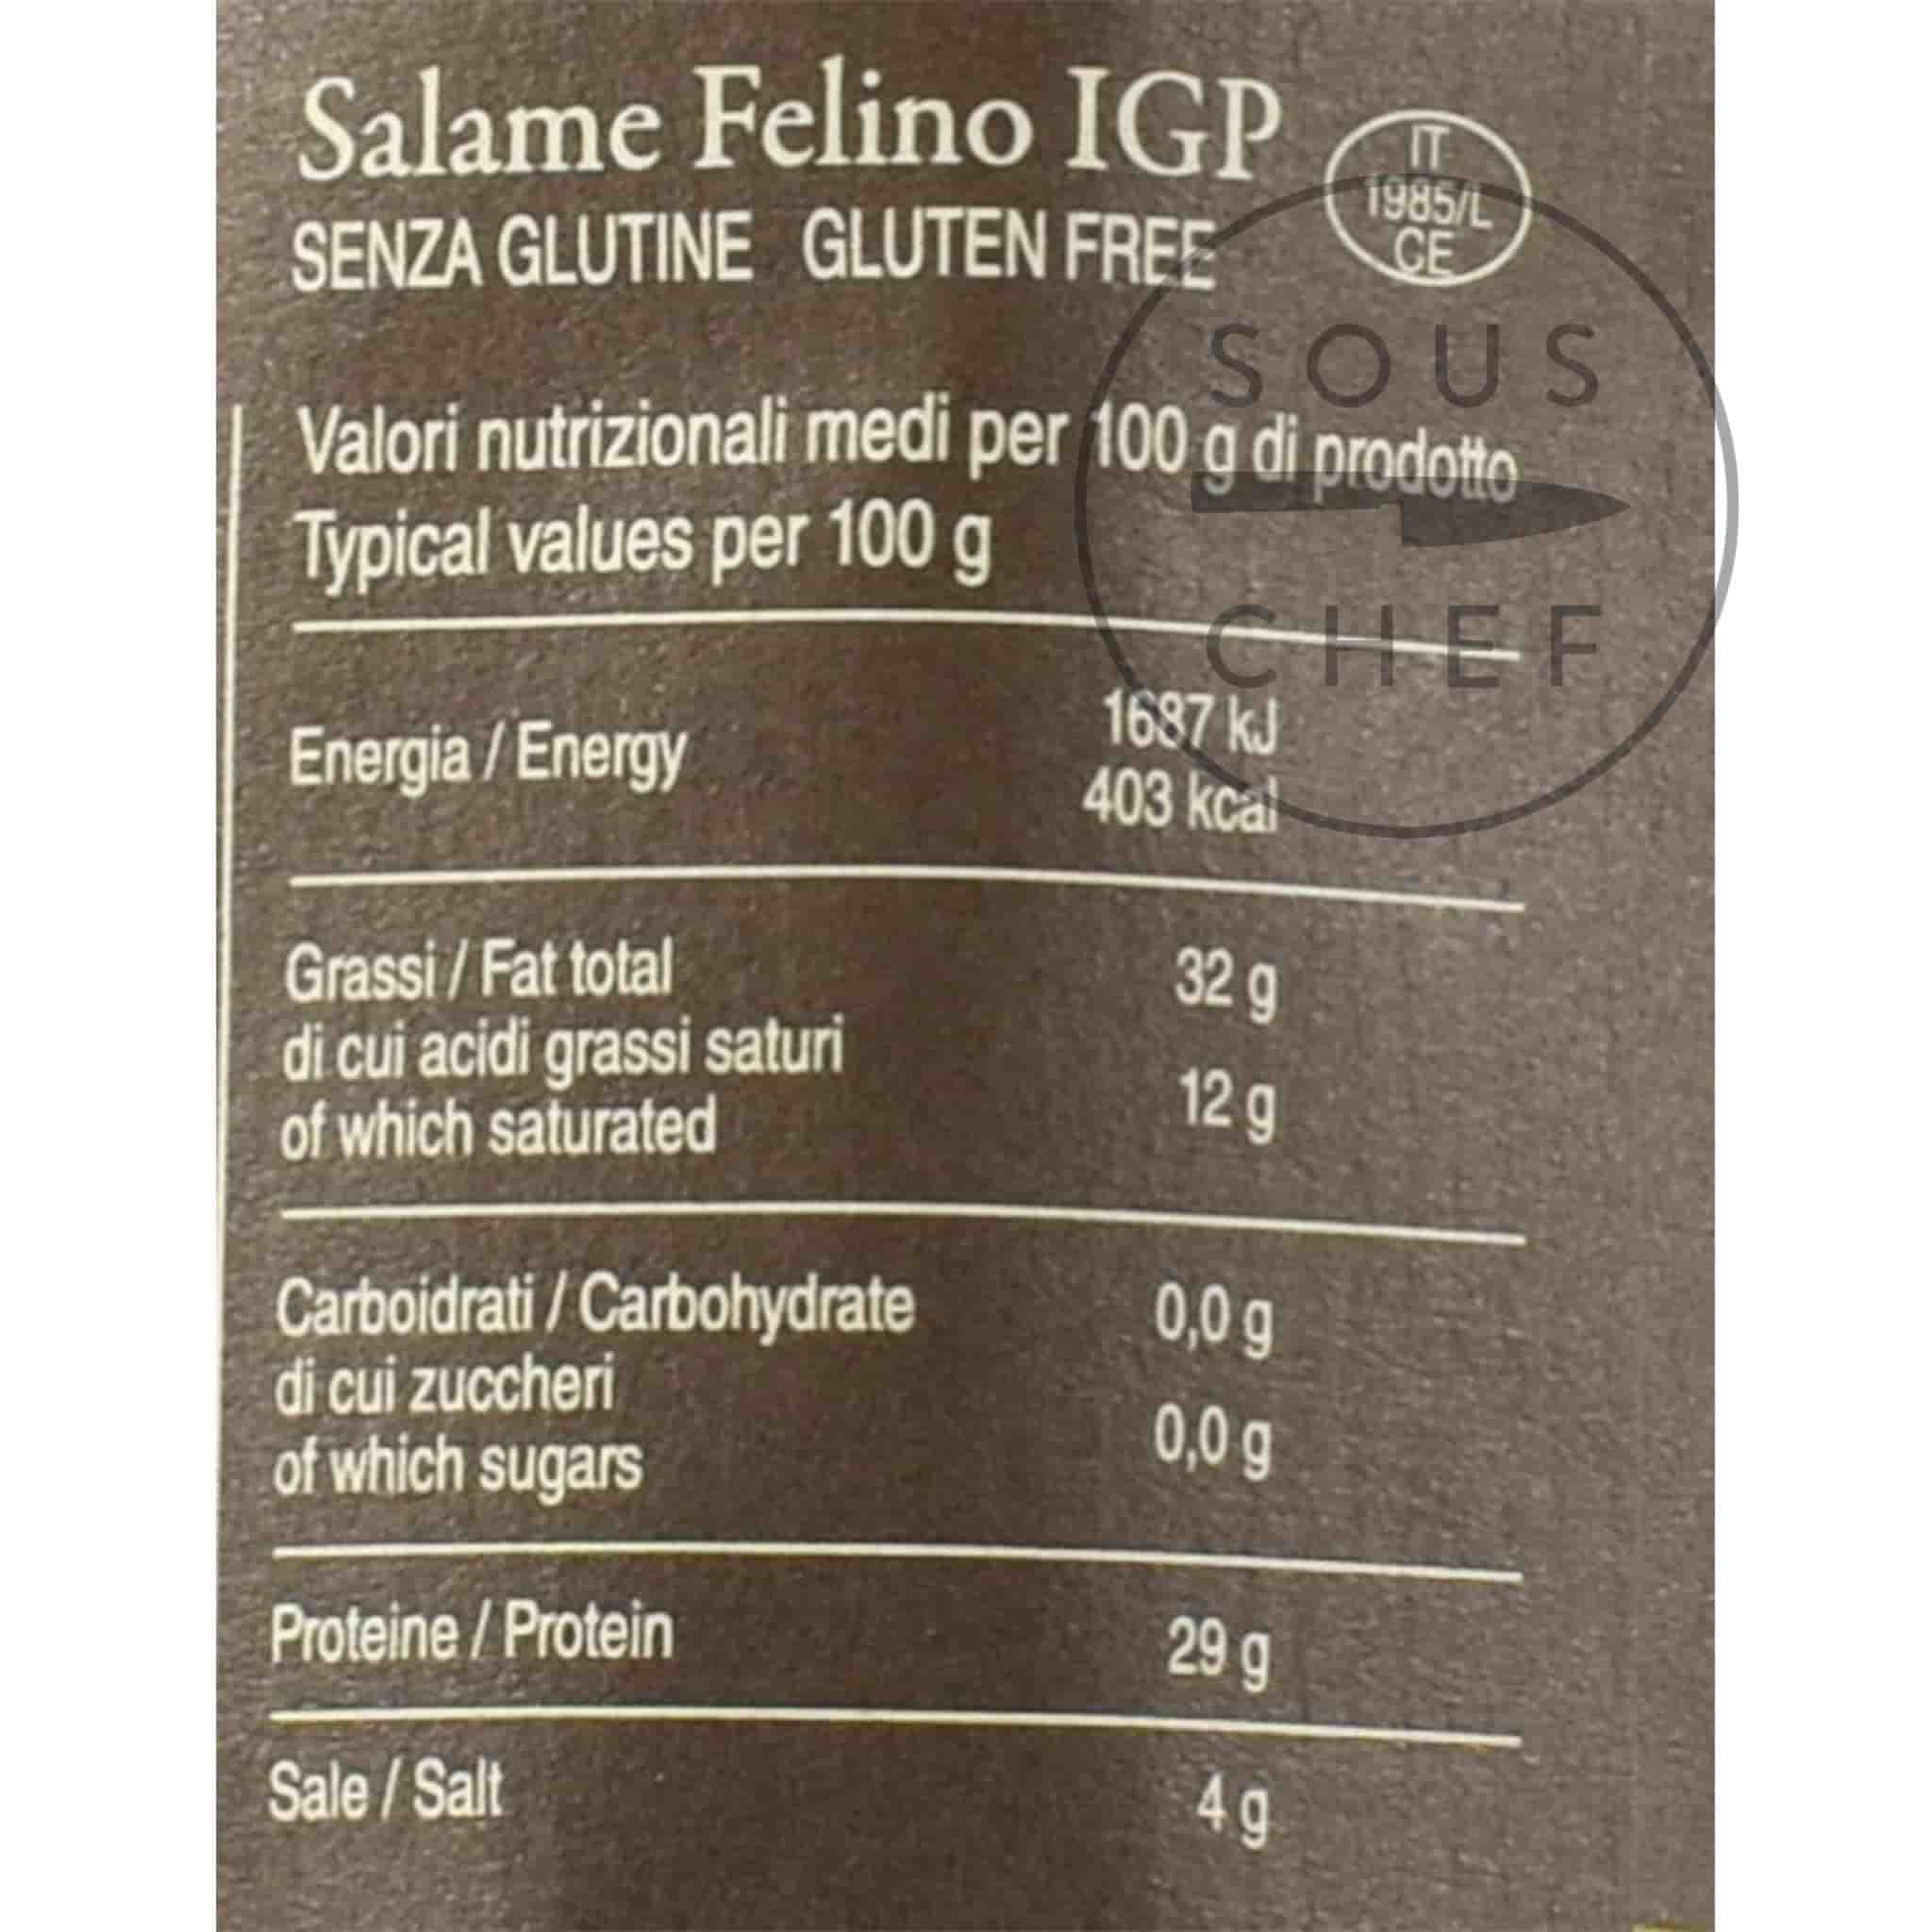 Salame Felino IGP
IT
1985/L
CE
SENZA GLUTINE GLUTEN FREE
SOUS
CHEF
Valori nutrizionali medi per 100 g di prodotto
Typical values per 100 g
Energia / Energy 1687 kJ
403 kcal
Grassi / Fat total 32 g
di cui acidi grassi saturi
of which saturated 12 g
Carboidrati / Carbohydrate 0,0 g
di cui zuccheri
of which sugars 0,0 g
Proteine / Protein 29 g
Sale / Salt 4 g